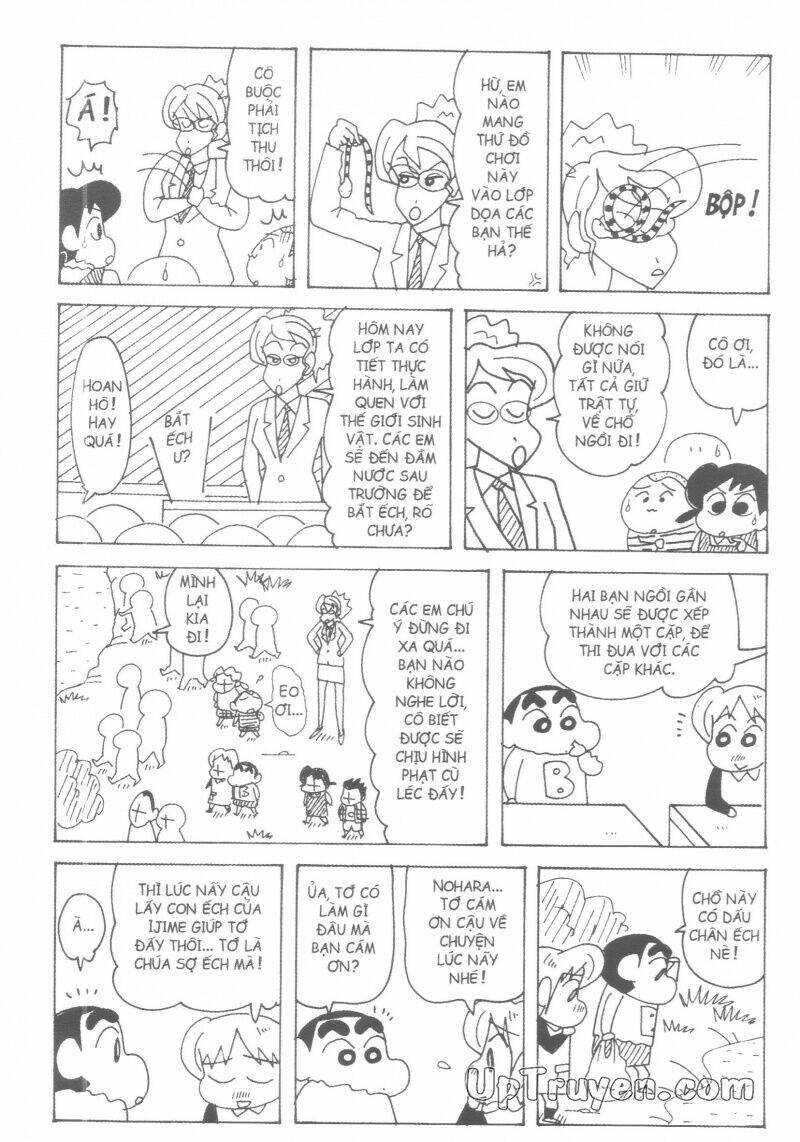 BỘP!
HỪ, EM
NÀO
MANG
THỨ ĐỒ
CHƠI
NÀY
VÀO LỚP
DỌA CÁC
BẠN THẾ
HẢ?
CÔ
BUỘC
PHẢI
TỊCH
THU
THÔI!
Á!
CÔ ƠI,
ĐÓ LÀ...
KHÔNG
ĐƯỢC NÓI
GÌ NỮA,
TẤT CẢ GIỮ
TRẬT TỰ,
VỀ CHỖ
NGỒI ĐI!
HÔM NAY
LỚP TA CÓ
TIẾT THỰC
HÀNH, LÀM
QUEN VỚI
THẾ GIỚI SINH
VẬT. CÁC EM
SẼ ĐẾN ĐẦM
NƯỚC SAU
TRƯỜNG ĐỂ
BẮT ẾCH, RÕ
CHƯA?
BẮT
ẾCH
Ư?
HOAN
HÔ!
HAY
QUÁ!
HAI BẠN NGỒI GẦN
NHAU SẼ ĐƯỢC XẾP
THÀNH MỘT CẶP, ĐỂ
THI ĐUA VỚI CÁC
CẶP KHÁC.
B
CÁC EM CHÚ
Ý ĐỪNG ĐI
XA QUÁ...
BẠN NÀO
KHÔNG
NGHE LỜI,
CÔ BIẾT
ĐƯỢC SẼ
CHỊU HÌNH
PHẠT CÙ
LÉC ĐẤY!
MÌNH
LẠI
KIA
ĐI!
EO
ƠI...
B
CHỖ NÀY
CÓ DẤU
CHÂN ẾCH
NÈ!
NOHARA...
TỚ CÁM
ƠN CẬU VỀ
CHUYỆN
LÚC NÃY
NHÉ!
ỦA, TỚ CÓ
LÀM GÌ
ĐÂU MÀ
BẠN CÁM
ƠN?
THÌ LÚC NÃY CẬU
LẤY CON ẾCH CỦA
IJIME GIÚP TỚ
ĐẤY THÔI... TỚ LÀ
CHÚA SỢ ẾCH MÀ!
À...
UpTruyen.com